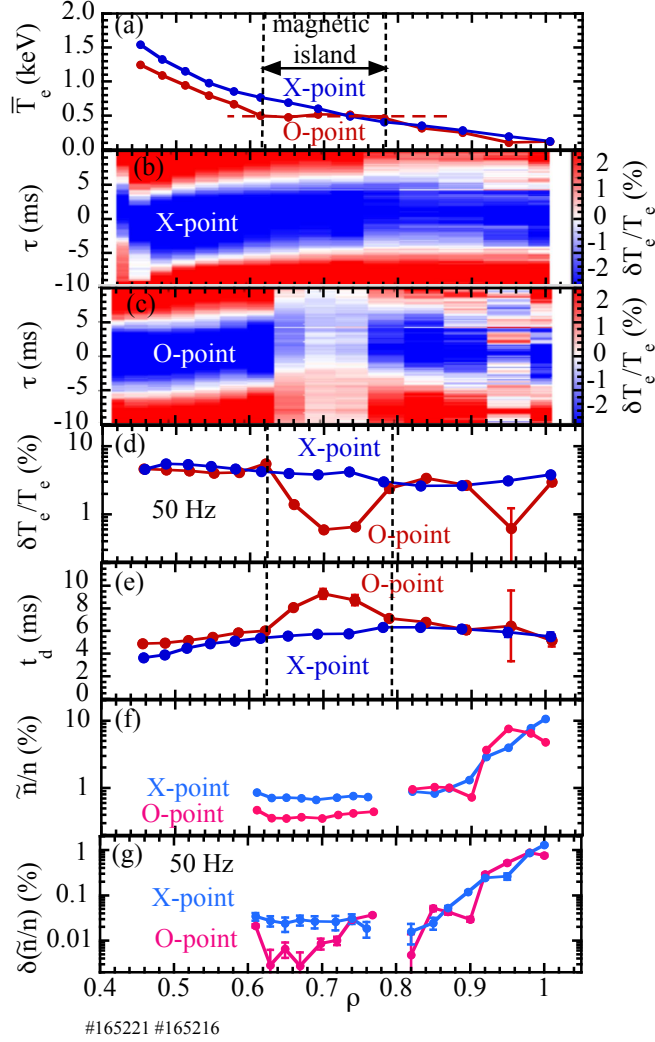 (a)
magnetic
island
X-point
O-point
T̅e (keV)
2.0
1.5
1.0
0.5
0.0
(b)
X-point
τ (ms)
5
0
-5
-10
2
1
0
-1
-2
δTe/Te (%)
(c)
O-point
τ (ms)
5
0
-5
-10
2
1
0
-1
-2
δTe/Te (%)
(d)
X-point
50 Hz
O-point
δTe/Te (%)
10
1
(e)
O-point
X-point
td (ms)
10
8
6
4
2
0
(f)
X-point
O-point
ñ/n (%)
10
1
(g)
50 Hz
X-point
O-point
δ(ñ/n) (%)
1
0.1
0.01
0.4 0.5 0.6 0.7 0.8 0.9 1
ρ
#165221 #165216